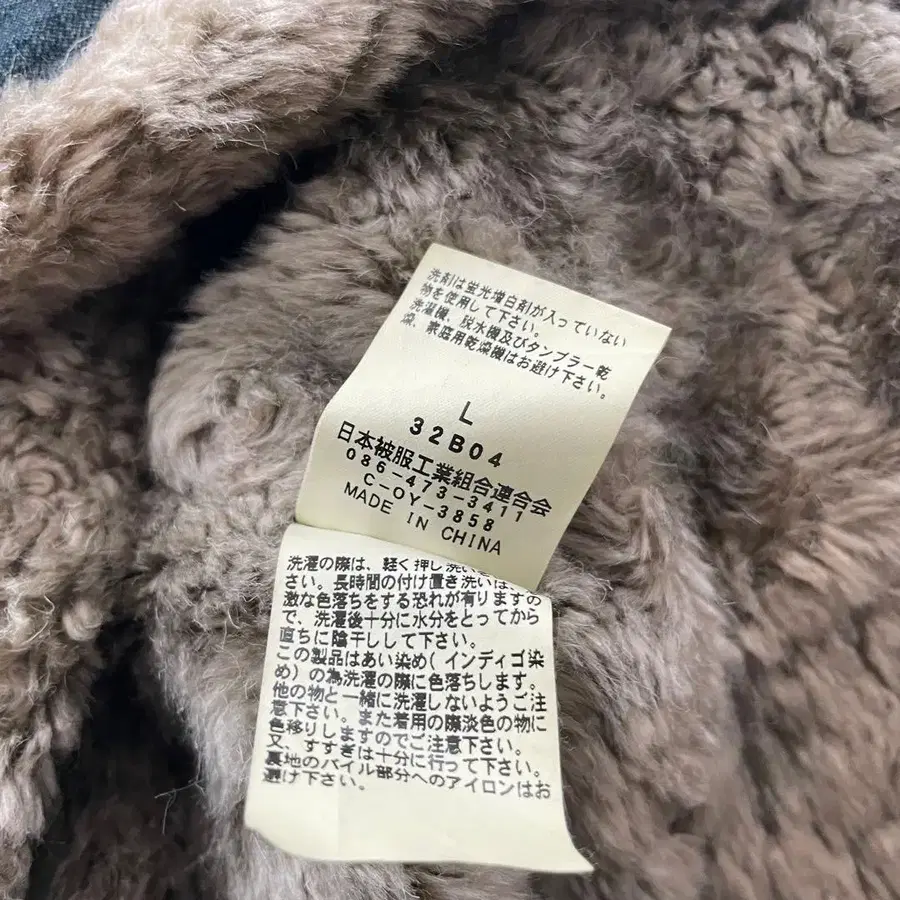 洗剤は蛍光増白剤が入っていない
物を使用して下さい。
洗濯機、脱水機及びタンブラー乾
燥、家庭用乾燥機はお避け下さい。
L
32B04
日本被服工業組合連合会
086-473-3411
C-OY-3858
MADE IN CHINA
洗濯の際は、軽く押し洗い
さい。長時間の付け置き洗いは
激な色落ちをする恐れが有りますの
で、洗濯後十分に水分をとってから
直ちに陰干しして下さい。
この製品はあい染め(インディゴ染
め)の為洗濯の際に色落ちします。
他の物と一緒に洗濯しないようご注
意下さい。また着用の際淡色の物に
色移りしますのでご注意下さい。
又、すすぎは十分に行って下さい。
裏地のパイル部分へのアイロンはお
避け下さい。